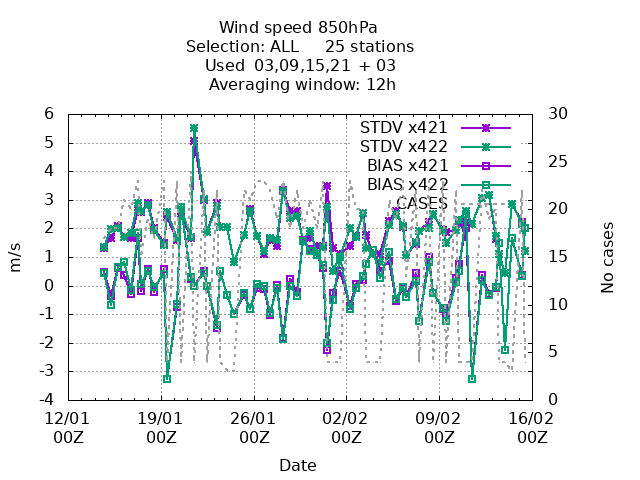 Wind speed 850hPa
Selection: ALL 25 stations
Used 03,09,15,21 + 03
Averaging window: 12h
6
5
4
3
2
1
0
-1
-2
-3
-4
m/s
30
25
20
15
10
5
0
No cases
STDV x421
STDV x422
BIAS x421
BIAS x422
CASES
12/01 00Z
19/01 00Z
26/01 00Z
02/02 00Z
09/02 00Z
16/02 00Z
Date